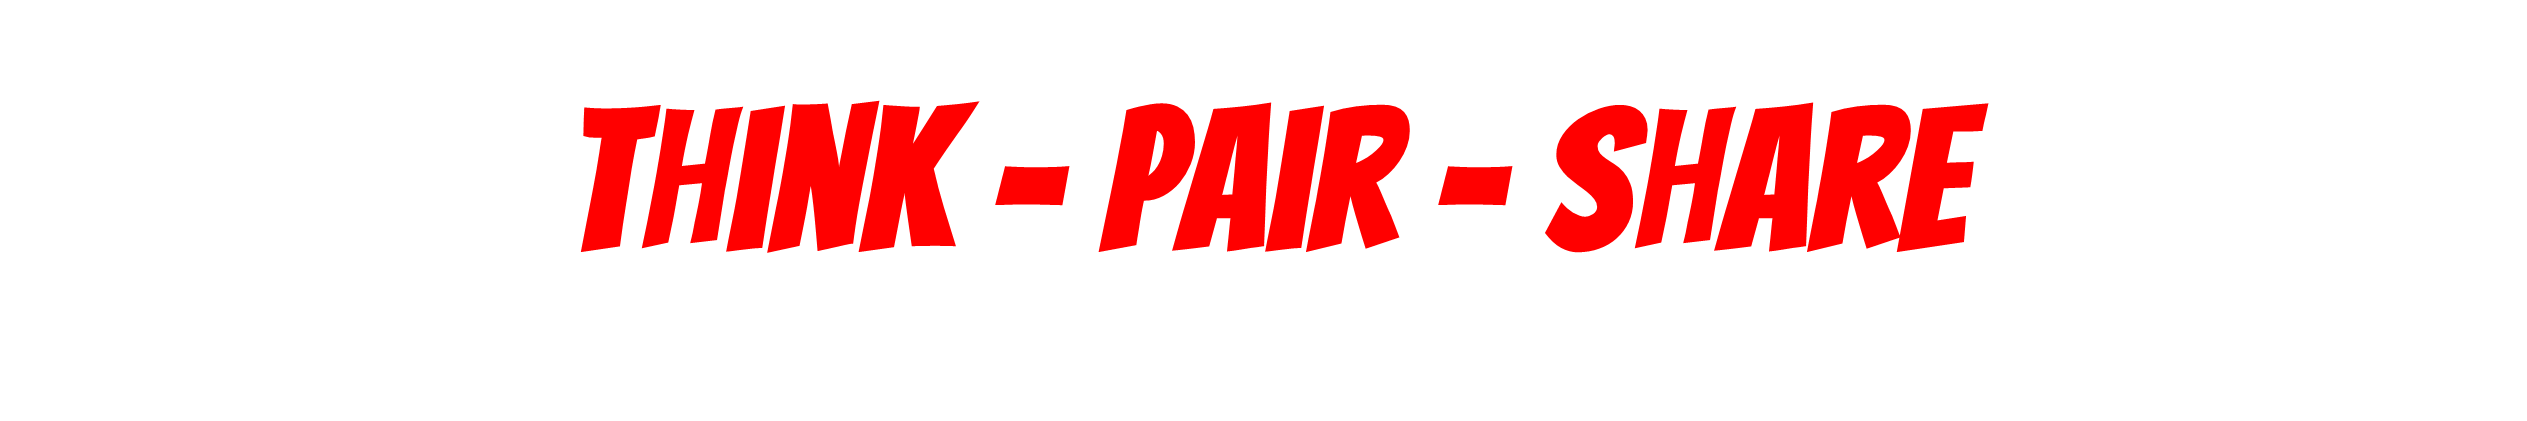 THINK - PAIR - SHARE